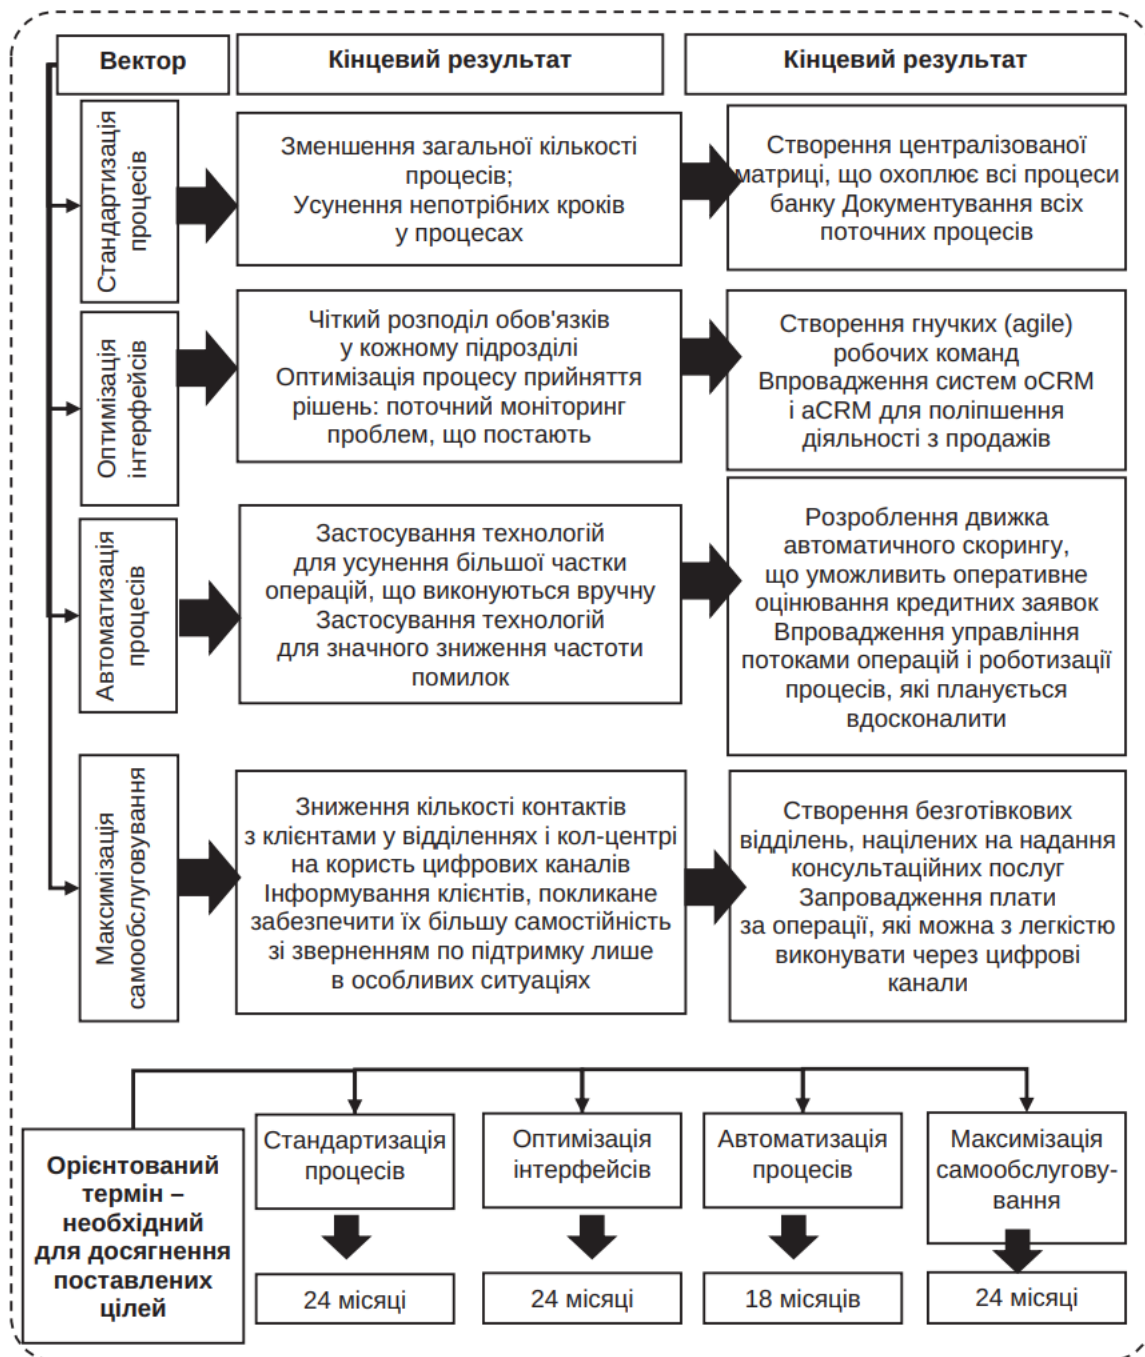 Вектор
Кінцевий результат
Кінцевий результат
Стандартизація
процесів
Зменшення загальної кількості
процесів;
Усунення непотрібних кроків
у процесах
Створення централізованої
матриці, що охоплює всі процеси
банку Документування всіх
поточних процесів
Оптимізація
інтерфейсів
Чіткий розподіл обов'язків
у кожному підрозділі
Оптимізація процесу прийняття
рішень: поточний моніторинг
проблем, що постають
Створення гнучких (agile)
робочих команд
Впровадження систем oCRM
і aCRM для поліпшення
діяльності з продажів
Автоматизація
процесів
Застосування технологій
для усунення більшої частки
операцій, що виконуються вручну
Застосування технологій
для значного зниження частоти
помилок
Розроблення движка
автоматичного скорингу,
що уможливить оперативне
оцінювання кредитних заявок
Впровадження управління
потоками операцій і роботизації
процесів, які планується
вдосконалити
Максимізація
самообслуговування
Зниження кількості контактів
з клієнтами у відділеннях і кол-центрі
на користь цифрових каналів
Інформування клієнтів, покликане
забезпечити їх більшу самостійність
зі зверненням по підтримку лише
в особливих ситуаціях
Створення безготівкових
відділень, націлених на надання
консультаційних послуг
Запровадження плати
за операції, які можна з легкістю
виконувати через цифрові
канали
Орієнтований
термін –
необхідний
для досягнення
поставлених
цілей
Стандартизація
процесів
Оптимізація
інтерфейсів
Автоматизація
процесів
Максимізація
самообслугову-
вання
24 місяці
24 місяці
18 місяців
24 місяці